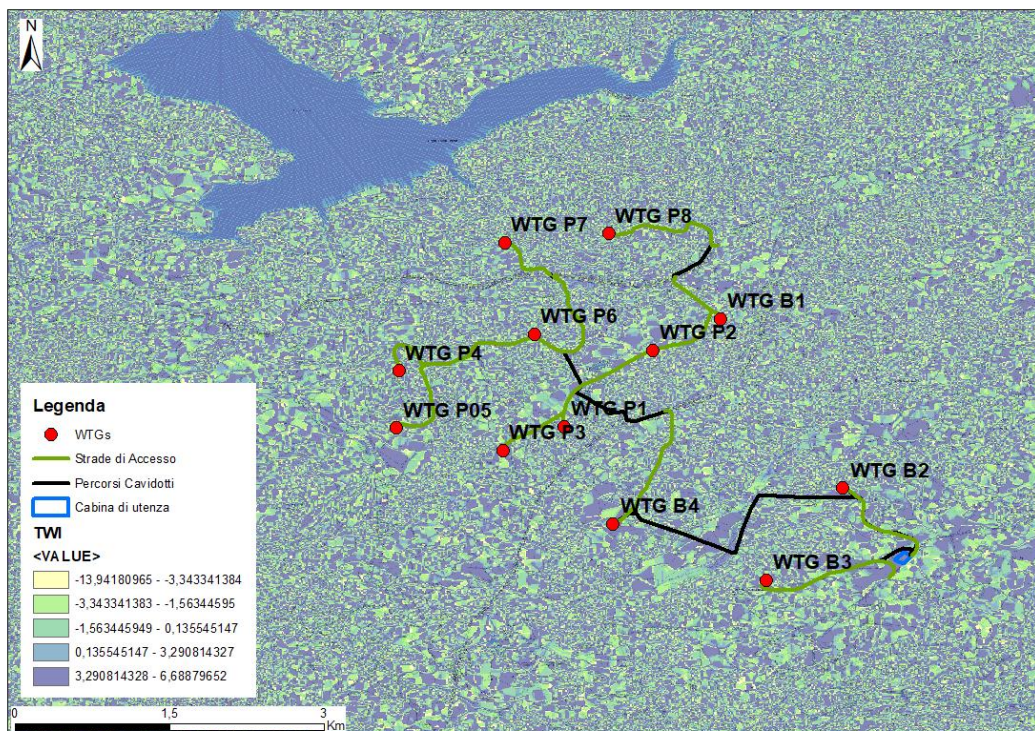 N
WTG P7
WTG P8
WTG B1
WTG P6
WTG P2
WTG P4
WTG P1
WTG P05
WTG P3
WTG B2
WTG B4
WTG B3
Legenda
WTGs
Strade di Accesso
Percorsi Cavidotti
Cabina di utenza
TWI
<VALUE>
-13,94180965 - -3,343341384
-3,343341383 - -1,56344595
-1,563445949 - 0,135545147
0,135545147 - 3,290814327
3,290814328 - 6,68879652
0 1,5 3
Km